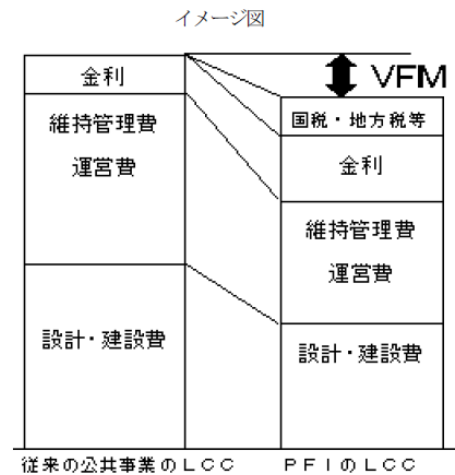 イメージ図
VFM
金利
維持管理費
運営費
設計・建設費
国税・地方税等
金利
維持管理費
運営費
設計・建設費
従来の公共事業のLCC
PFIのLCC